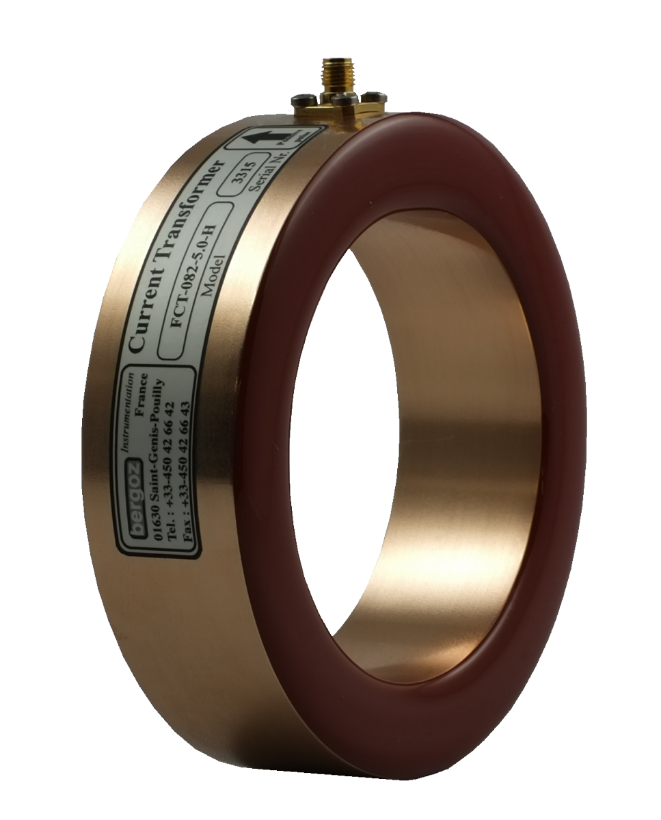 bergoz
Instrumentation
France
01630 Saint-Genis-Pouilly
Tel. : +33-450 42 66 42
Fax : +33-450 42 66 43
Current Transformer
FCT-082-5.0-H
Model
3315
Serial Nr.